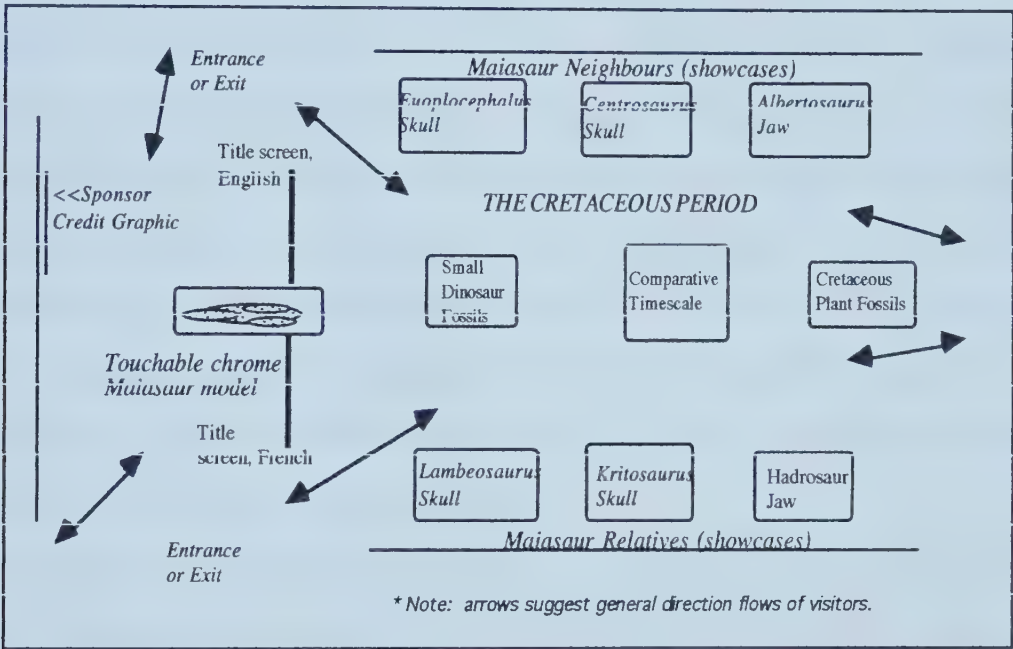 Entrance
or Exit
Maiasaur Neighbours (showcases)
Euoplocephalus
Skull
Centrosaurus
Skull
Albertosaurus
Jaw
Title screen,
English
<<Sponsor
Credit Graphic
THE CRETACEOUS PERIOD
Small
Dinosaur
Fossils
Comparative
Timescale
Cretaceous
Plant Fossils
Touchable chrome
Maiasaur model
Title
screen, French
Lambeosaurus
Skull
Kritosaurus
Skull
Hadrosaur
Jaw
Maiasaur Relatives (showcases)
Entrance
or Exit
* Note: arrows suggest general direction flows of visitors.